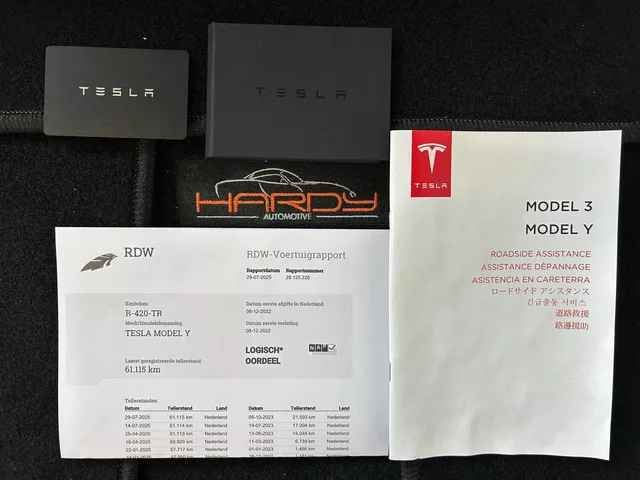 TESLA
TESLA
HARDY
AUTOMOTIVE
TESLA
MODEL 3
MODEL Y
ROADSIDE ASSISTANCE
ASSISTANCE DÉPANNAGE
ASISTENCIA EN CARRETERA
ロードサイド アシスタンス
긴급출동 서비스
道路救援
路邊援助
RDW
RDW-Voertuigrapport
Rapportdatum Rapportnummer
29-07-2025 29.125.220
Kenteken
R-420-TR
Merk/Handelsbenaming
TESLA MODEL Y
Laatst geregistreerde tellerstand
61.115 km
Datum eerste afgifte in Nederland
08-12-2022
Datum eerste toelating
08-12-2022
LOGISCH*
OORDEEL
NAP
Tellerstanden:
Datum Tellerstand Land Datum Tellerstand Land
29-07-2025 61.115 km Nederland 05-10-2023 21.593 km Nederland
14-07-2025 61.114 km Nederland 19-07-2023 17.004 km Nederland
25-04-2025 61.113 km Nederland 13-06-2023 14.048 km Nederland
18-04-2025 60.920 km Nederland 11-03-2023 6.739 km Nederland
22-01-2025 57.717 km Nederland 01-01-2023 1.486 km Nederland